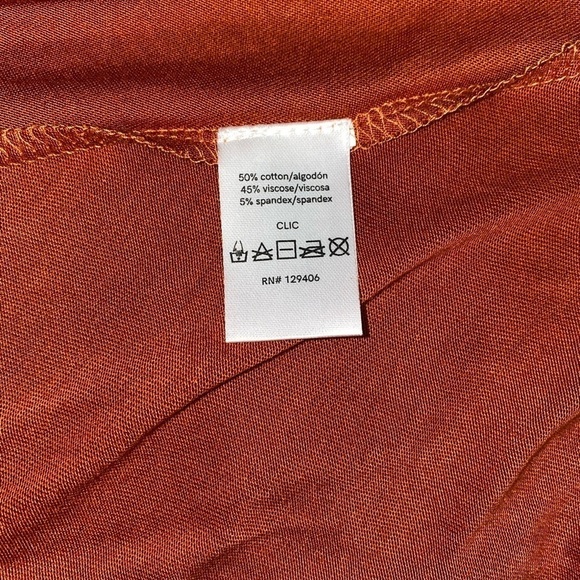 50% cotton/algodón
45% viscose/viscosa
5% spandex/spandex
CLIC
RN# 129406